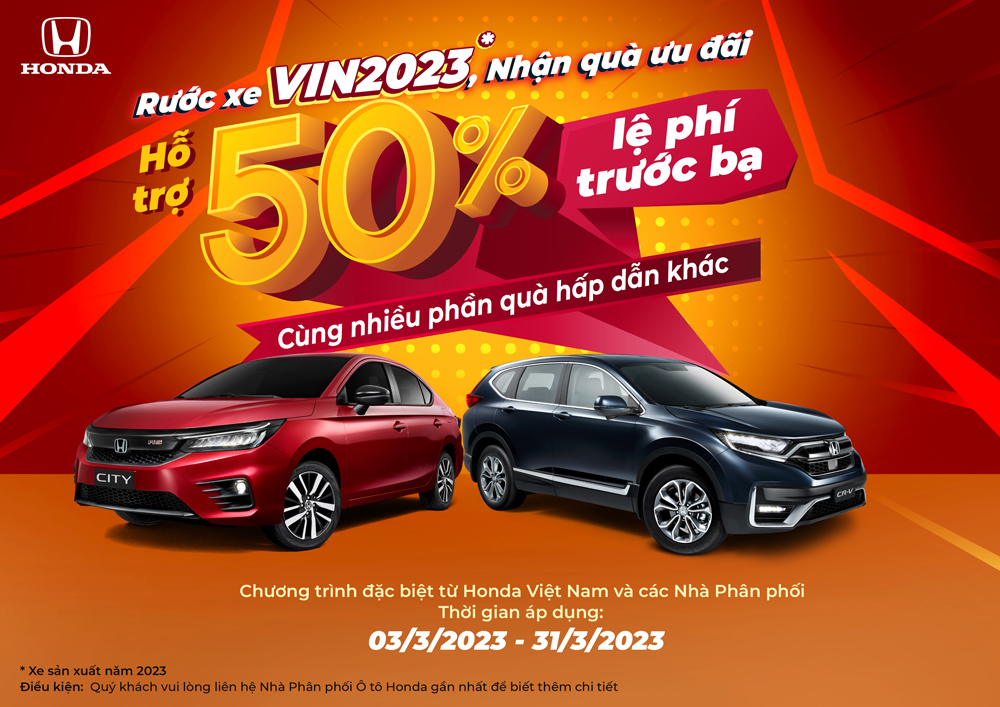 HONDA
Rước xe VIN2023*, Nhận quà ưu đãi
Hỗ trợ
50%
lệ phí
trước bạ
Cùng nhiều phần quà hấp dẫn khác
RS
CITY
CR-V
Chương trình đặc biệt từ Honda Việt Nam và các Nhà Phân phối
Thời gian áp dụng:
03/3/2023 - 31/3/2023
* Xe sản xuất năm 2023
Điều kiện: Quý khách vui lòng liên hệ Nhà Phân phối Ô tô Honda gần nhất để biết thêm chi tiết